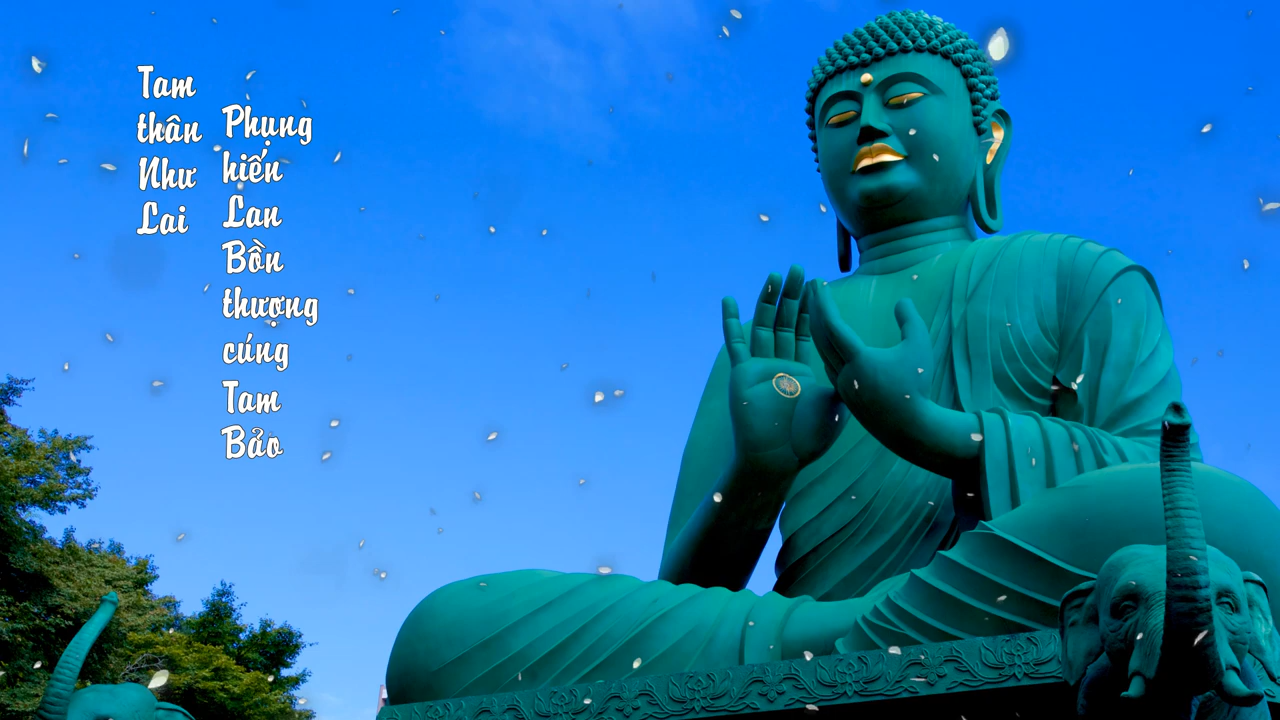 Tam
thân
Như
Lai
Phụng
hiến
Lan
Bồn
thượng
cúng
Tam
Bảo